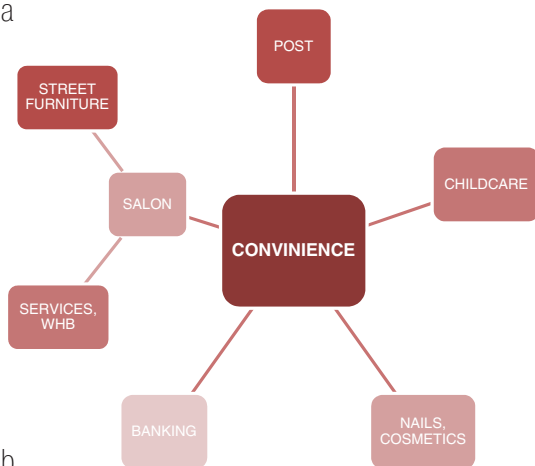 a
POST
STREET
FURNITURE
CHILDCARE
SALON
CONVINIENCE
SERVICES,
WHB
BANKING
NAILS,
COSMETICS
b